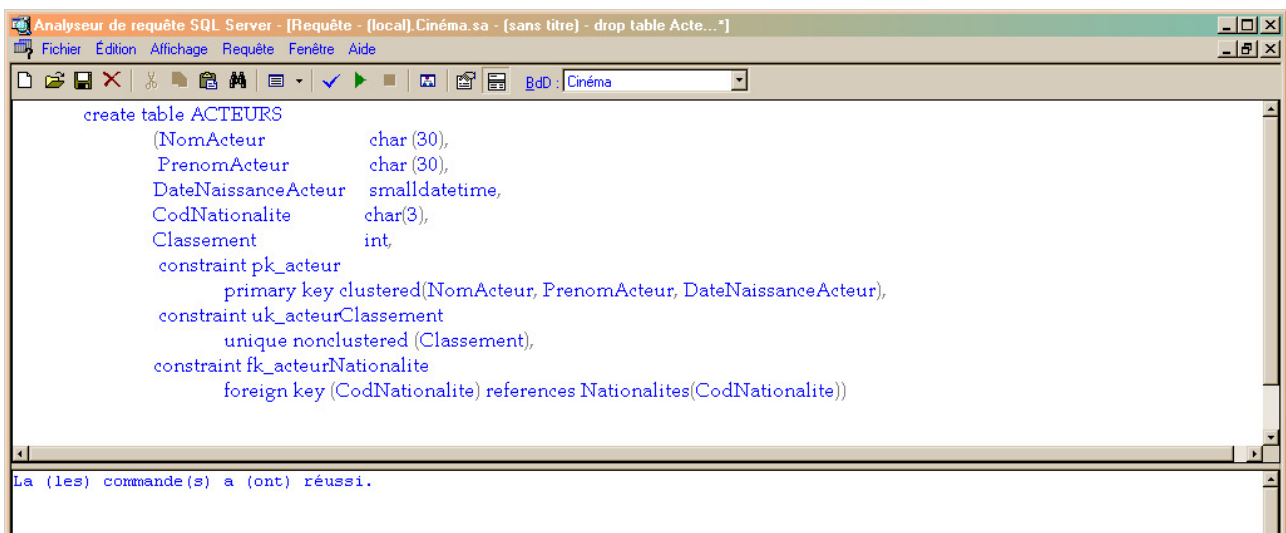 Analyseur de requête SQL Server - [Requête - (local).Cinéma.sa - (sans titre) - drop table Acte...*]
Fichier Édition Affichage Requête Fenêtre Aide
BdD : Cinéma
create table ACTEURS
(NomActeur char (30),
PrenomActeur char (30),
DateNaissanceActeur smalldatetime,
CodNationalite char(3),
Classement int,
constraint pk_acteur
primary key clustered(NomActeur, PrenomActeur, DateNaissanceActeur),
constraint uk_acteurClassement
unique nonclustered (Classement),
constraint fk_acteurNationalite
foreign key (CodNationalite) references Nationalites(CodNationalite))
La (les) commande(s) a (ont) réussi.